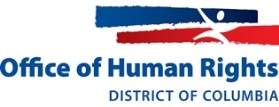 Office of Human Rights
DISTRICT OF COLUMBIA